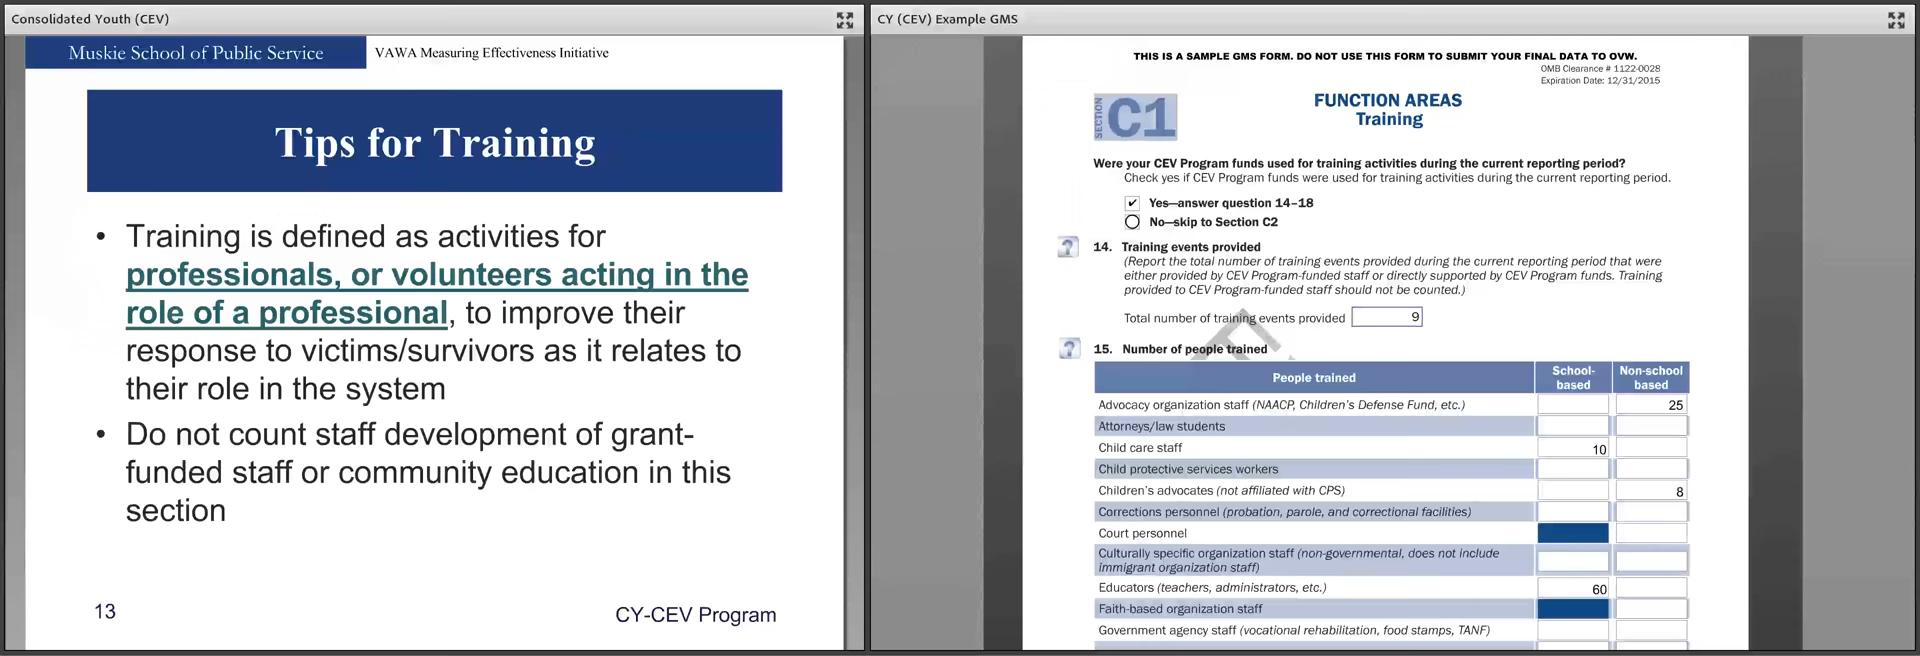 Consolidated Youth (CEV)
Muskie School of Public Service
VAWA Measuring Effectiveness Initiative
Tips for Training
• Training is defined as activities for
professionals, or volunteers acting in the
role of a professional, to improve their
response to victims/survivors as it relates to
their role in the system
• Do not count staff development of grant-
funded staff or community education in this
section
13
CY-CEV Program
CY (CEV) Example GMS
THIS IS A SAMPLE GMS FORM. DO NOT USE THIS FORM TO SUBMIT YOUR FINAL DATA TO OVW.
OMB Clearance # 1122-0028
Expiration Date: 12/31/2015
SECTION
C1
FUNCTION AREAS
Training
Were your CEV Program funds used for training activities during the current reporting period?
Check yes if CEV Program funds were used for training activities during the current reporting period.
✔ Yes—answer question 14–18
No—skip to Section C2
? 14. Training events provided
(Report the total number of training events provided during the current reporting period that were
either provided by CEV Program-funded staff or directly supported by CEV Program funds. Training
provided to CEV Program-funded staff should not be counted.)
Total number of training events provided 9
? 15. Number of people trained
People trained School-based Non-school based
Advocacy organization staff (NAACP, Children's Defense Fund, etc.) 25
Attorneys/law students
Child care staff 10
Child protective services workers
Children's advocates (not affiliated with CPS) 8
Corrections personnel (probation, parole, and correctional facilities)
Court personnel
Culturally specific organization staff (non-governmental, does not include
immigrant organization staff)
Educators (teachers, administrators, etc.) 60
Faith-based organization staff
Government agency staff (vocational rehabilitation, food stamps, TANF)